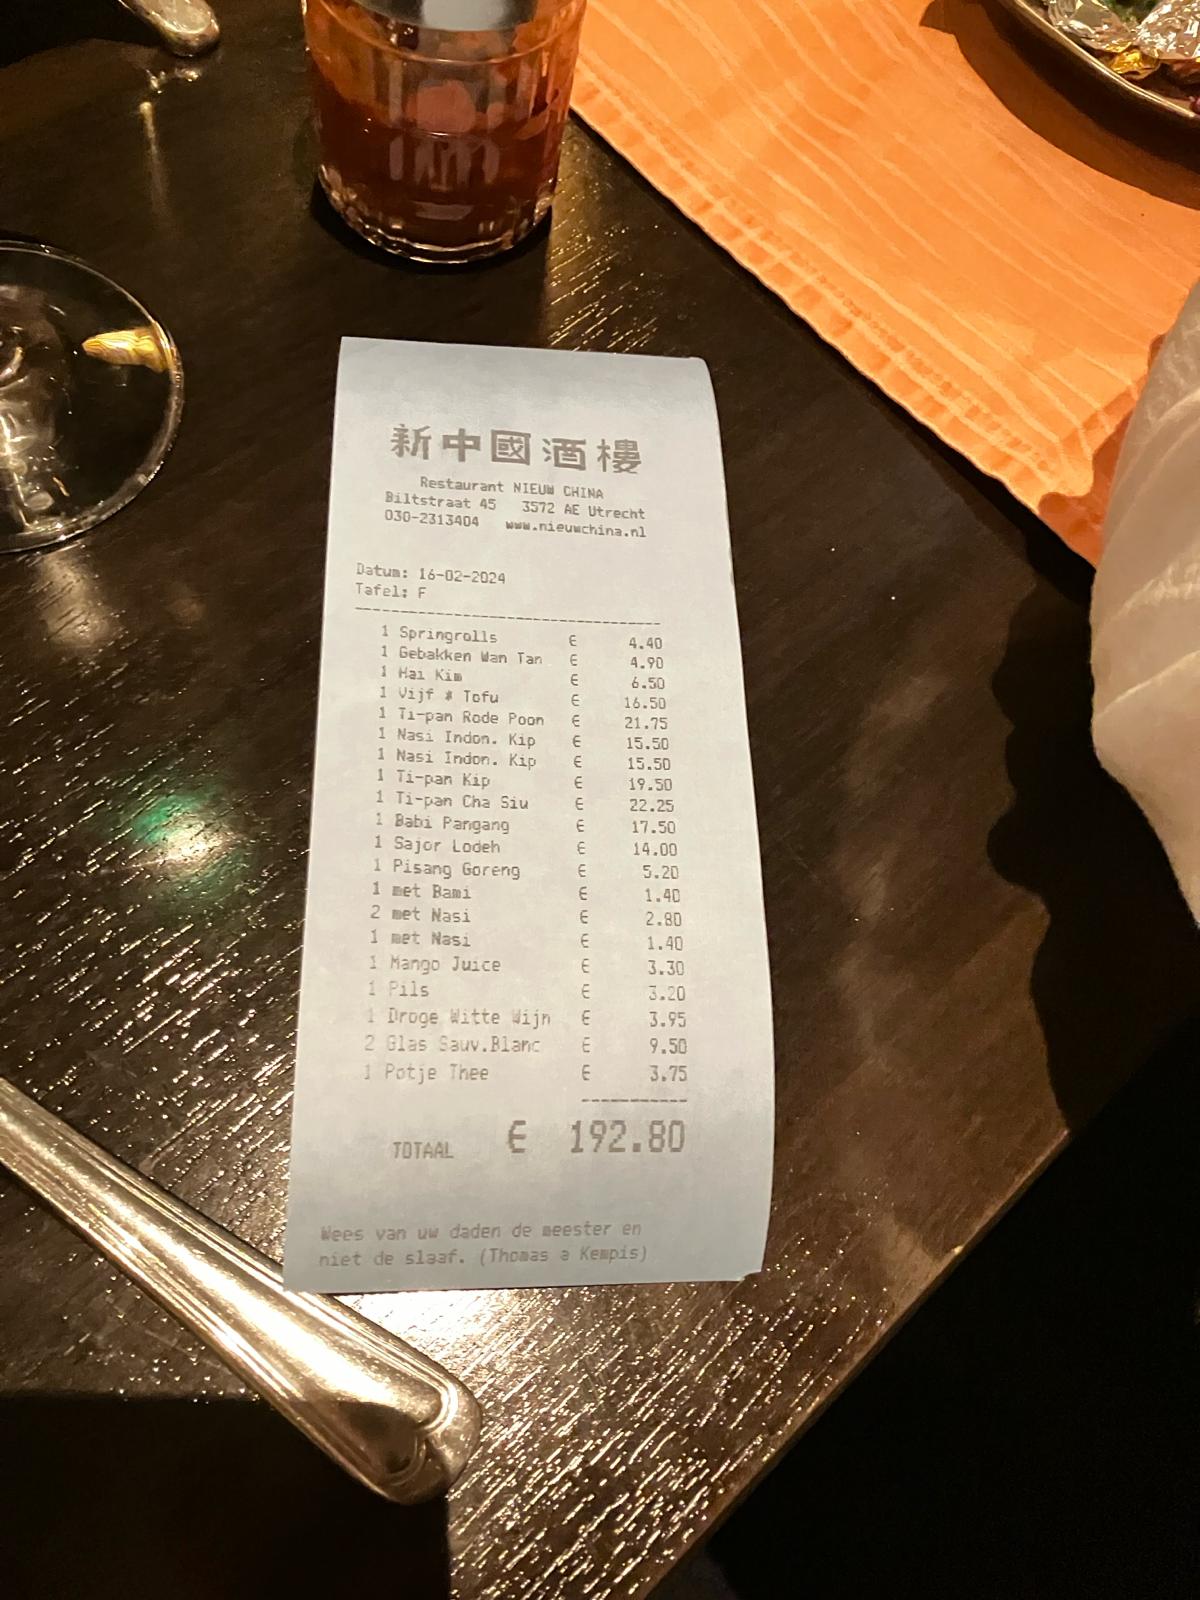 新中國酒樓
Restaurant NIEUW CHINA
Biltstraat 45 3572 AE Utrecht
030-2313404 www.nieuwchina.nl
Datum: 16-02-2024
Tafel: F
1 Springrolls € 4.40
1 Gebakken Wan Tan € 4.90
1 Hai Kim € 6.50
1 Vijf # Tofu € 16.50
1 Ti-pan Rode Poon € 21.75
1 Nasi Indon. Kip € 15.50
1 Nasi Indon. Kip € 15.50
1 Ti-pan Kip € 19.50
1 Ti-pan Cha Siu € 22.25
1 Babi Pangang € 17.50
1 Sajor Lodeh € 14.00
1 Pisang Goreng € 5.20
1 met Bami € 1.40
2 met Nasi € 2.80
1 met Nasi € 1.40
1 Mango Juice € 3.30
1 Pils € 3.20
1 Droge Witte Wijn € 3.95
2 Glas Sauv.Blanc € 9.50
1 Potje Thee € 3.75
TOTAAL € 192.80
Wees van uw daden de meester en
niet de slaaf. (Thomas a Kempis)